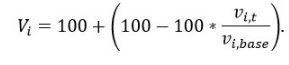 V_i = 100 + (100 − 100 * v_{i,t} / v_{i,base}).